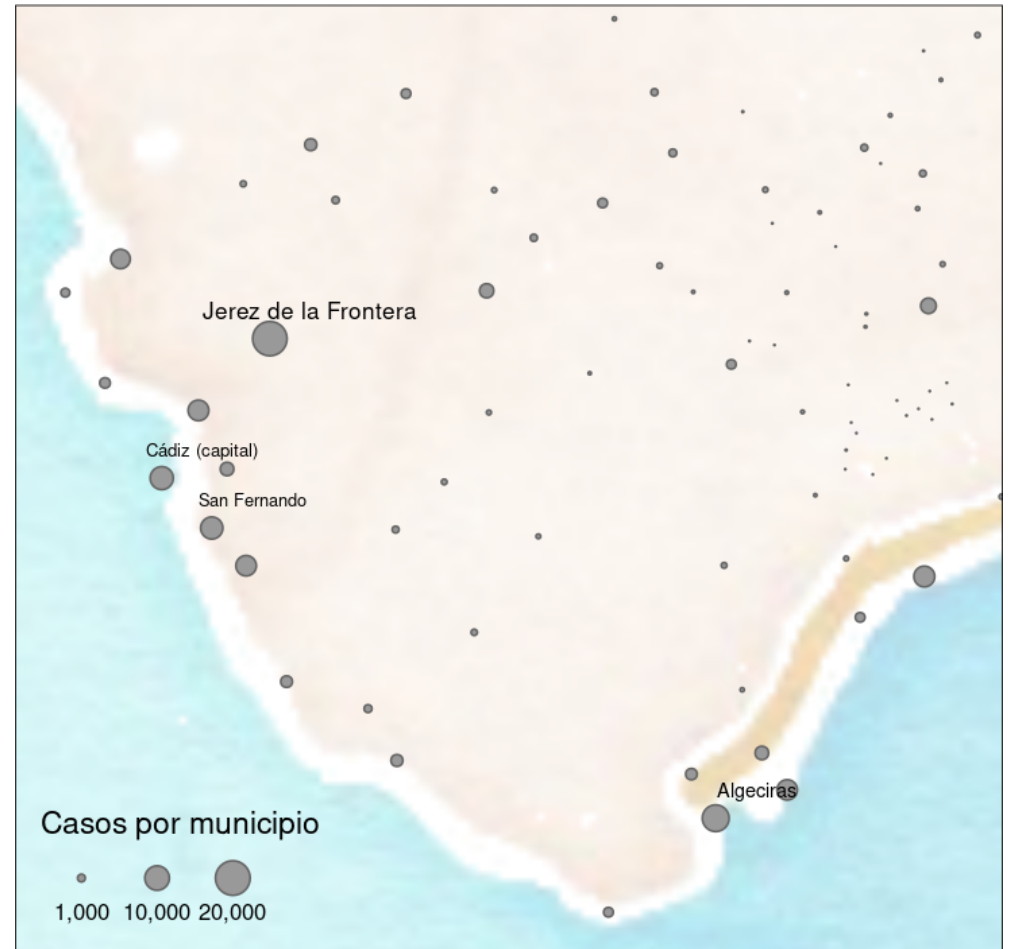 Jerez de la Frontera
Cádiz (capital)
San Fernando
Algeciras
Casos por municipio
1,000 10,000 20,000